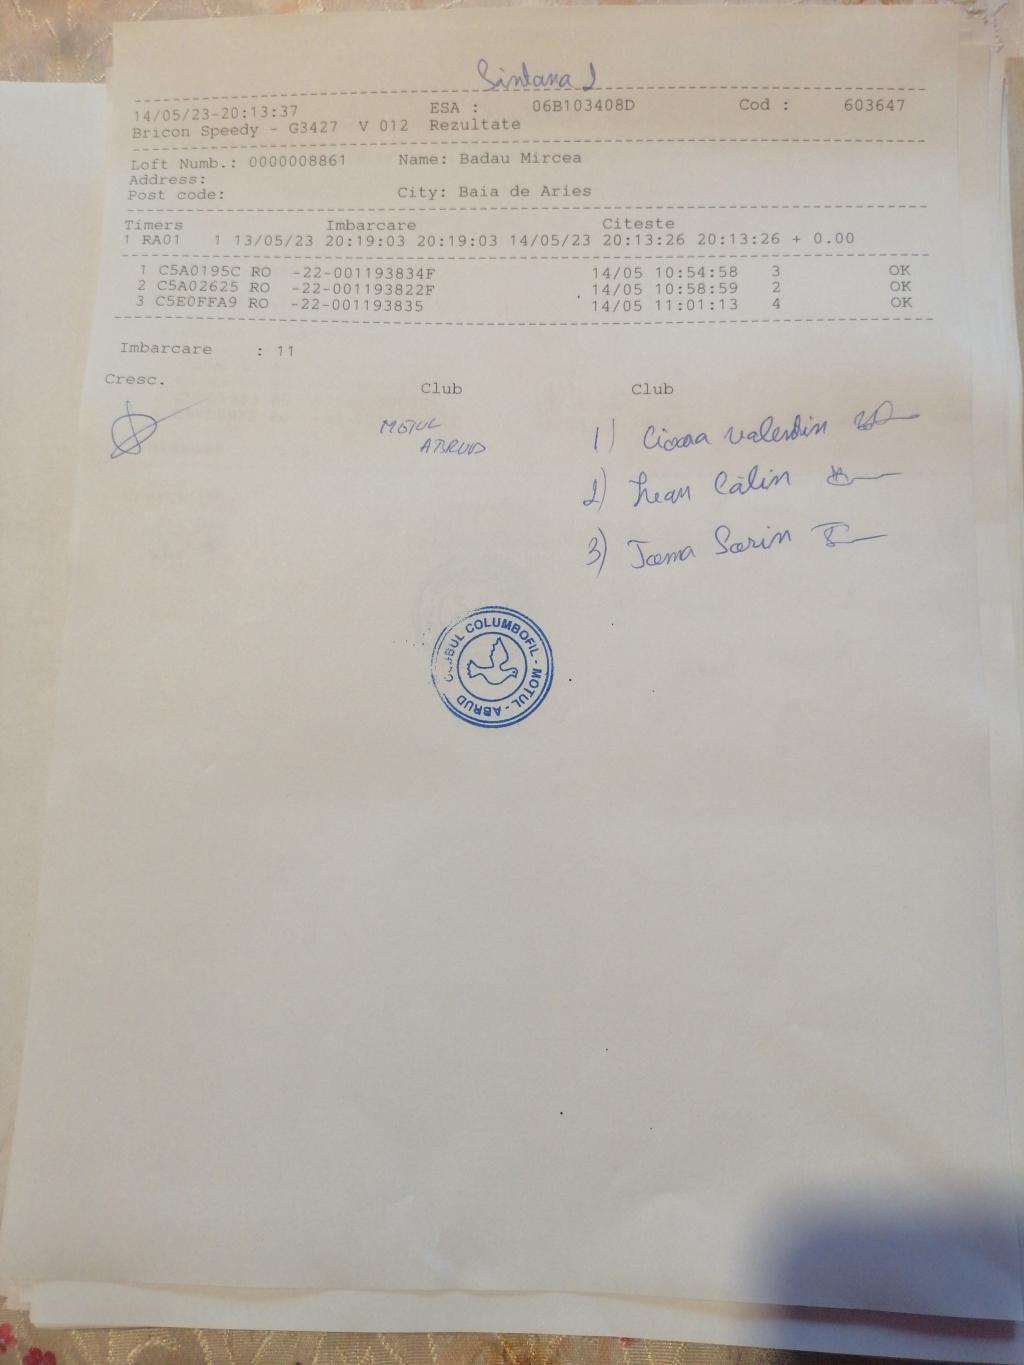 Sintana 1
14/05/23-20:13:37 ESA : 06B103408D Cod : 603647
Bricon Speedy - G3427 V 012 Rezultate
Loft Numb.: 0000008861 Name: Badau Mircea
Address:
Post code: City: Baia de Aries
Timers Imbarcare Citeste
1 RA01 1 13/05/23 20:19:03 20:19:03 14/05/23 20:13:26 20:13:26 + 0.00
1 C5A0195C RO -22-001193834F 14/05 10:54:58 3 OK
2 C5A02625 RO -22-001193822F 14/05 10:58:59 2 OK
3 C5E0FFA9 RO -22-001193835 14/05 11:01:13 4 OK
Imbarcare : 11
Cresc. Club Club
MOTUL
ABRUD
1) Valentin
2) Călin
3) Toma Sorin
CLUBUL COLUMBOFIL - MOTUL - ABRUD